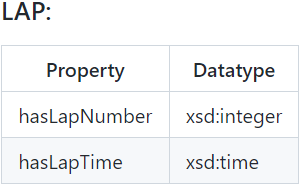 LAP:
Property Datatype
hasLapNumber xsd:integer
hasLapTime xsd:time